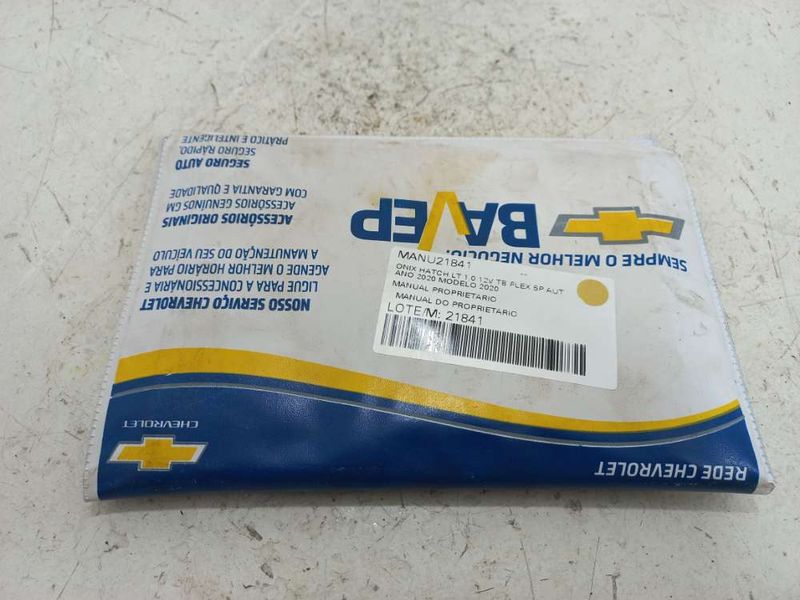 BAVEP
SEMPRE O MELHOR NEGÓCIO.
SEGURO AUTO
SEGURO RÁPIDO,
PRÁTICO E INTELIGENTE
ACESSÓRIOS ORIGINAIS
ACESSÓRIOS GENUÍNOS GM
COM GARANTIA E QUALIDADE
NOSSO SERVIÇO CHEVROLET
LIGUE PARA A CONCESSIONÁRIA E
AGENDE O MELHOR HORÁRIO PARA
A MANUTENÇÃO DO SEU VEÍCULO
MANU21841
ONIX HATCH LT 1.0 12V TB FLEX 5P AUT
ANO 2020 MODELO 2020
MANUAL PROPRIETARIO
MANUAL DO PROPRIETARIO
LOTE/M: 21841
CHEVROLET
REDE CHEVROLET